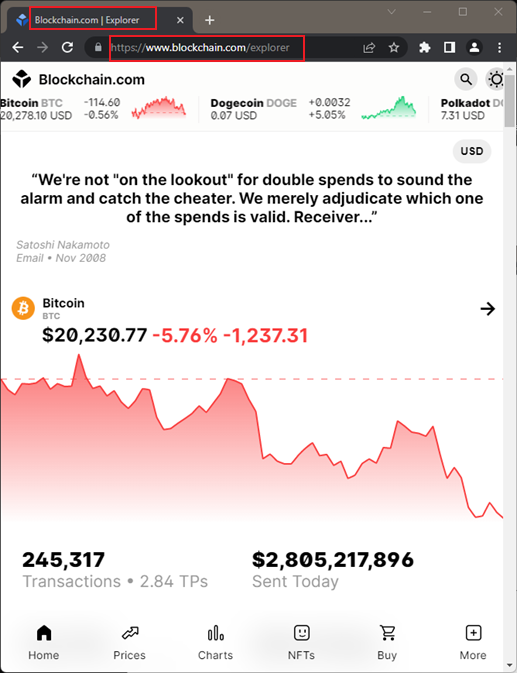 Blockchain.com | Explorer
https://www.blockchain.com/explorer
Blockchain.com
Bitcoin BTC -114.60 Dogecoin DOGE +0.0032 Polkadot
20,278.10 USD -0.56% 0.07 USD +5.05% 7.31 USD
USD
“We're not "on the lookout" for double spends to sound the
alarm and catch the cheater. We merely adjudicate which one
of the spends is valid. Receiver...”
Satoshi Nakamoto
Email • Nov 2008
Bitcoin
BTC
$20,230.77 -5.76% -1,237.31
245,317 $2,805,217,896
Transactions • 2.84 TPs Sent Today
Home Prices Charts NFTs Buy More